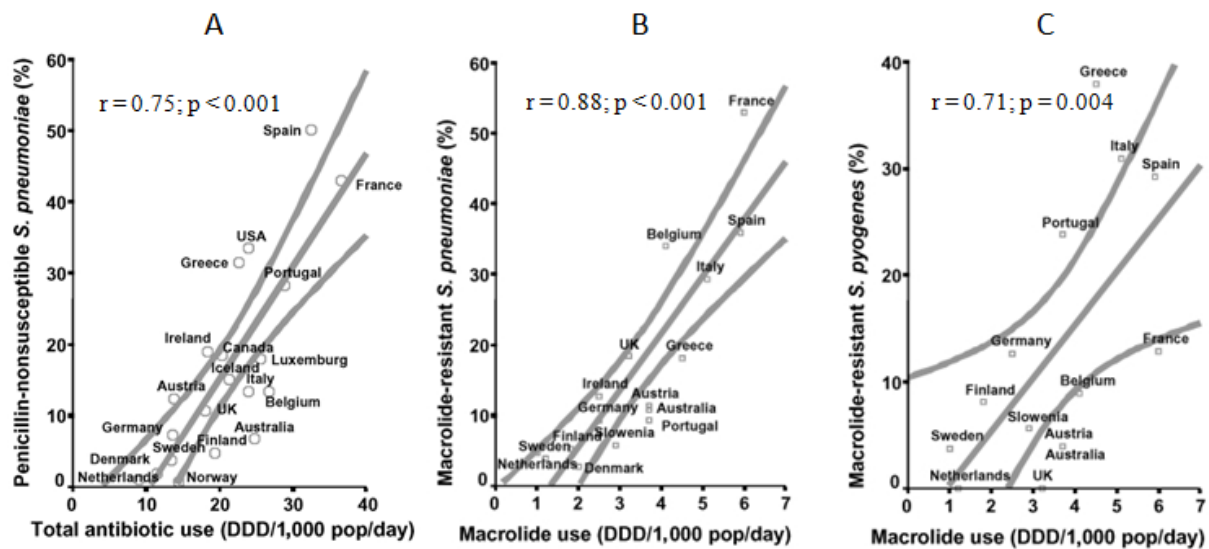 A
Penicillin-nonsusceptible S. pneumoniae (%)
60
50
40
30
20
10
0
r = 0.75; p < 0.001
Spain
France
USA
Greece
Portugal
Ireland
Canada
Luxemburg
Iceland
Italy
Austria
Belgium
UK
Germany
Australia
Finland
Sweden
Denmark
Netherlands
Norway
0
10
20
30
40
Total antibiotic use (DDD/1,000 pop/day)
B
Macrolide-resistant S. pneumoniae (%)
60
50
40
30
20
10
0
r = 0.88; p < 0.001
France
Spain
Belgium
Italy
UK
Greece
Ireland
Austria
Germany
Australia
Portugal
Slowenia
Finland
Sweden
Netherlands
Denmark
0
1
2
3
4
5
6
7
Macrolide use (DDD/1,000 pop/day)
C
Macrolide-resistant S. pyogenes (%)
40
30
20
10
0
Greece
r = 0.71; p = 0.004
Italy
Spain
Portugal
Germany
France
Finland
Belgium
Slowenia
Sweden
Austria
Australia
Netherlands
UK
0
1
2
3
4
5
6
7
Macrolide use (DDD/1,000 pop/day)